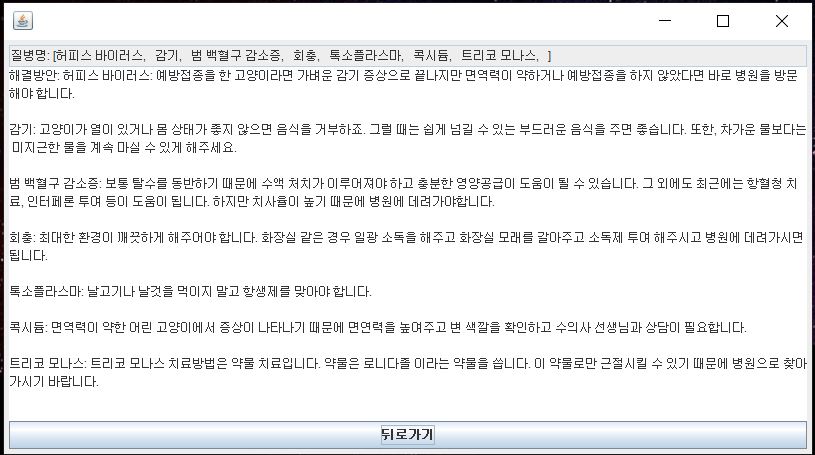 질병명: [허피스 바이러스, 감기, 범 백혈구 감소증, 회충, 톡소플라스마, 콕시듐, 트리코 모나스, ]
해결방안: 허피스 바이러스: 예방접종을 한 고양이라면 가벼운 감기 증상으로 끝나지만 면역력이 약하거나 예방접종을 하지 않았다면 바로 병원을 방문
해야 합니다.
감기: 고양이가 열이 있거나 몸 상태가 좋지 않으면 음식을 거부하죠. 그럴 때는 쉽게 넘길 수 있는 부드러운 음식을 주면 좋습니다. 또한, 차가운 물보다는
미지근한 물을 계속 마실 수 있게 해주세요.
범 백혈구 감소증: 보통 탈수를 동반하기 때문에 수액 처치가 이루어져야 하고 충분한 영양공급이 도움이 될 수 있습니다. 그 외에도 최근에는 항혈청 치
료, 인터페론 투여 등이 도움이 됩니다. 하지만 치사율이 높기 때문에 병원에 데려가야합니다.
회충: 최대한 환경이 깨끗하게 해주어야 합니다. 화장실 같은 경우 일광 소독을 해주고 화장실 모래를 갈아주고 소독제 투여 해주시고 병원에 데려가시면
됩니다.
톡소플라스마: 날고기나 날것을 먹이지 말고 항생제를 맞아야 합니다.
콕시듐: 면역력이 약한 어린 고양이에서 증상이 나타나기 때문에 면연력을 높여주고 변 색깔을 확인하고 수의사 선생님과 상담이 필요합니다.
트리코 모나스: 트리코 모나스 치료방법은 약물 치료입니다. 약물은 로니다졸 이라는 약물을 씁니다. 이 약물로만 근절시킬 수 있기 때문에 병원으로 찾아
가시기 바랍니다.
뒤로가기